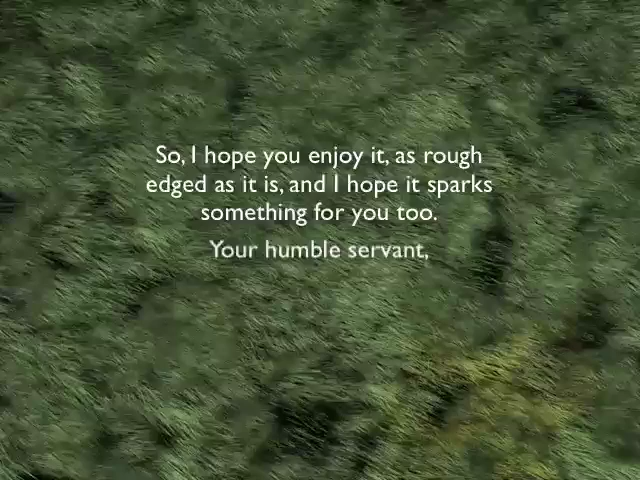 So, I hope you enjoy it, as rough
edged as it is, and I hope it sparks
something for you too.
Your humble servant,